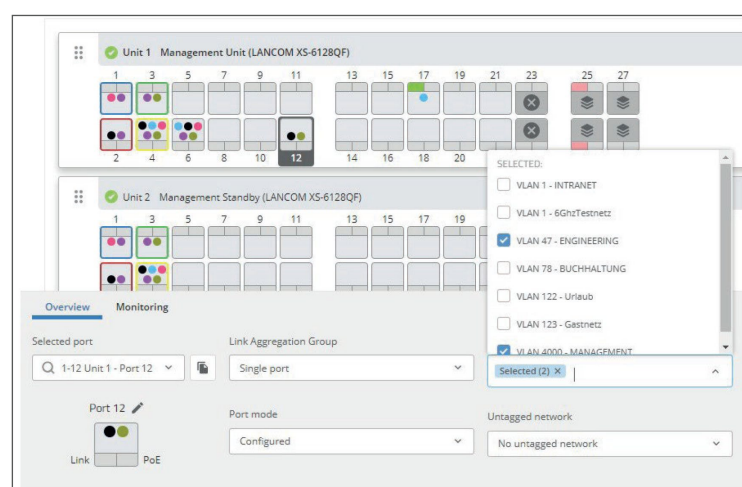 Unit 1 Management Unit (LANCOM XS-6128QF)
1 3 5 7 9 11 13 15 17 19 21 23 25 27
2 4 6 8 10 12 14 16 18 20
Unit 2 Management Standby (LANCOM XS-6128QF)
1 3 5 7 9 11 13 15 17 19
SELECTED:
VLAN 1 - INTRANET
VLAN 1 - 6GhzTestnetz
VLAN 47 - ENGINEERING
VLAN 78 - BUCHHALTUNG
VLAN 122 - Urlaub
VLAN 123 - Gastnetz
VLAN 4000 - MANAGEMENT
Selected (2) ×
Overview Monitoring
Selected port
1-12 Unit 1 - Port 12
Link Aggregation Group
Single port
Port 12
Link PoE
Port mode
Configured
Untagged network
No untagged network